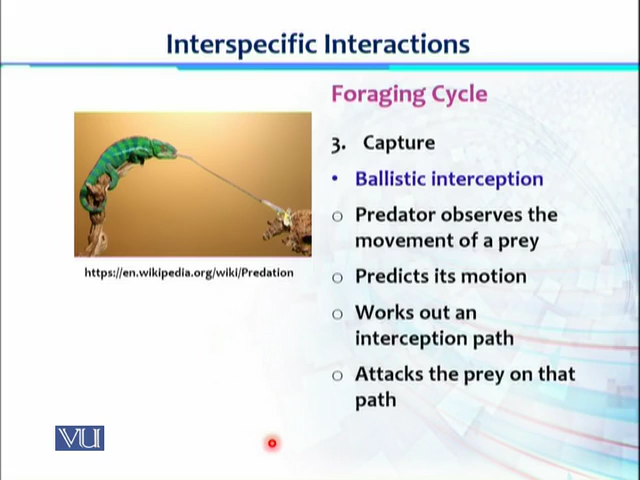 Interspecific Interactions
Foraging Cycle
3. Capture
• Ballistic interception
o Predator observes the
movement of a prey
o Predicts its motion
o Works out an
interception path
o Attacks the prey on that
path
https://en.wikipedia.org/wiki/Predation
VU